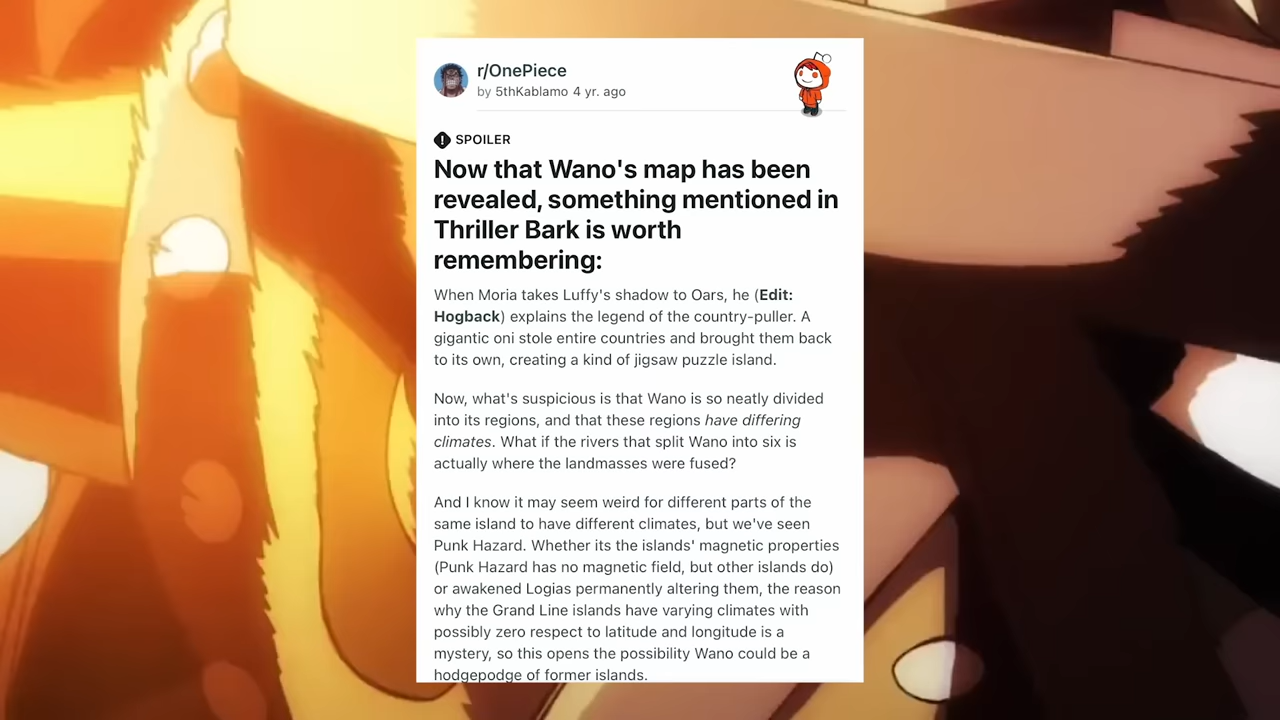 r/OnePiece
by 5thKablamo 4 yr. ago
SPOILER
Now that Wano's map has been
revealed, something mentioned in
Thriller Bark is worth
remembering:
When Moria takes Luffy's shadow to Oars, he (Edit:
Hogback) explains the legend of the country-puller. A
gigantic oni stole entire countries and brought them back
to its own, creating a kind of jigsaw puzzle island.
Now, what's suspicious is that Wano is so neatly divided
into its regions, and that these regions have differing
climates. What if the rivers that split Wano into six is
actually where the landmasses were fused?
And I know it may seem weird for different parts of the
same island to have different climates, but we've seen
Punk Hazard. Whether its the islands' magnetic properties
(Punk Hazard has no magnetic field, but other islands do)
or awakened Logias permanently altering them, the reason
why the Grand Line islands have varying climates with
possibly zero respect to latitude and longitude is a
mystery, so this opens the possibility Wano could be a
hodgepodge of former islands.